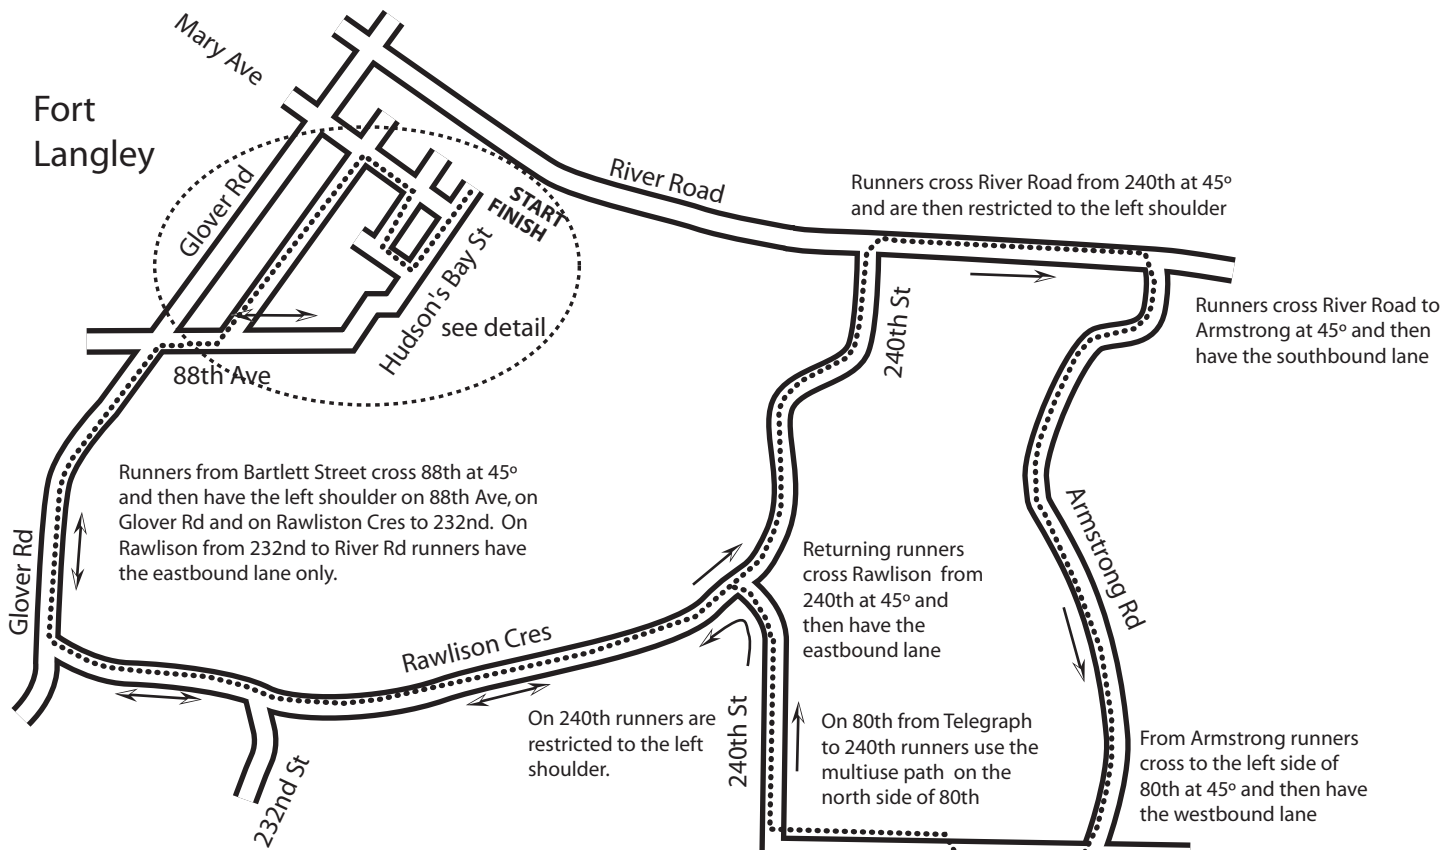 Mary Ave
Fort
Langley
Glover Rd
START
FINISH
River Road
Runners cross River Road from 240th at 45º
and are then restricted to the left shoulder
Hudson's Bay St
see detail
240th St
Runners cross River Road to
Armstrong at 45º and then
have the southbound lane
88th Ave
Runners from Bartlett Street cross 88th at 45º
and then have the left shoulder on 88th Ave, on
Glover Rd and on Rawliston Cres to 232nd. On
Rawlison from 232nd to River Rd runners have
the eastbound lane only.
Glover Rd
Armstrong Rd
Returning runners
cross Rawlison from
240th at 45º and
then have the
eastbound lane
Rawlison Cres
On 240th runners are
restricted to the left
shoulder.
240th St
On 80th from Telegraph
to 240th runners use the
multiuse path on the
north side of 80th
From Armstrong runners
cross to the left side of
80th at 45º and then have
the westbound lane
232nd St